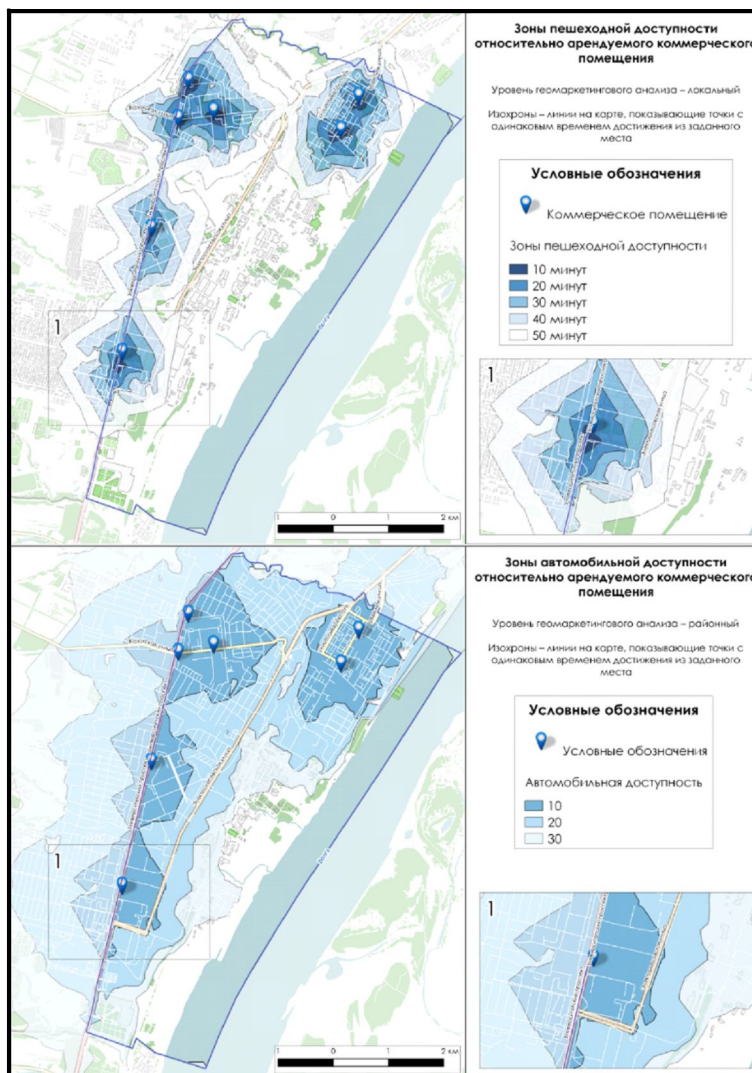 Зоны пешеходной доступности
относительно арендуемого коммерческого
помещения
Уровень геомаркетингового анализа – локальный
Изохроны – линии на карте, показывающие точки с
одинаковым временем достижения из заданного
места
Условные обозначения
Коммерческое помещение
Зоны пешеходной доступности
10 минут
20 минут
30 минут
40 минут
50 минут
1
1
1
0
1
2 км
Зоны автомобильной доступности
относительно арендуемого коммерческого
помещения
Уровень геомаркетингового анализа – районный
Изохроны – линии на карте, показывающие точки с
одинаковым временем достижения из заданного
места
Условные обозначения
Условные обозначения
Автомобильная доступность
10
20
30
1
1
1
0
1
2 км